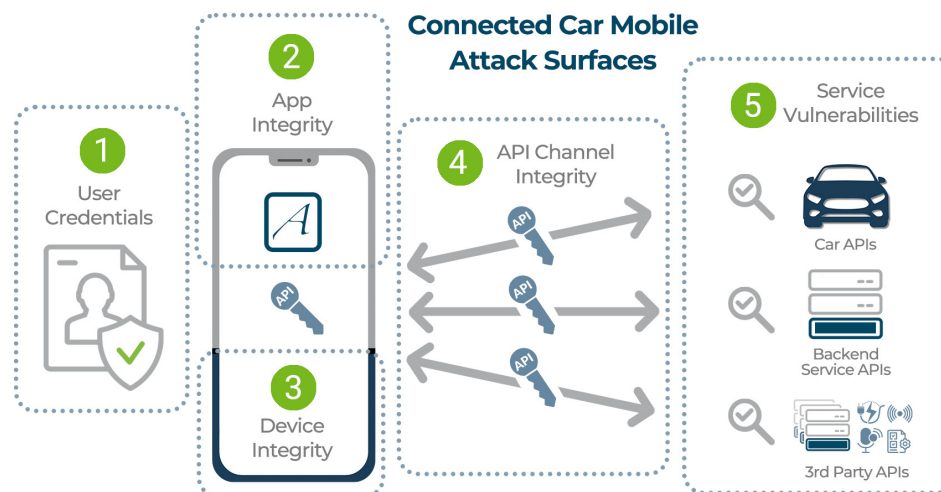 Connected Car Mobile
Attack Surfaces
1
User
Credentials
2
App
Integrity
A
API
3
Device
Integrity
4
API Channel
Integrity
API
API
API
5
Service
Vulnerabilities
Car APIs
Backend
Service APIs
3rd Party APIs